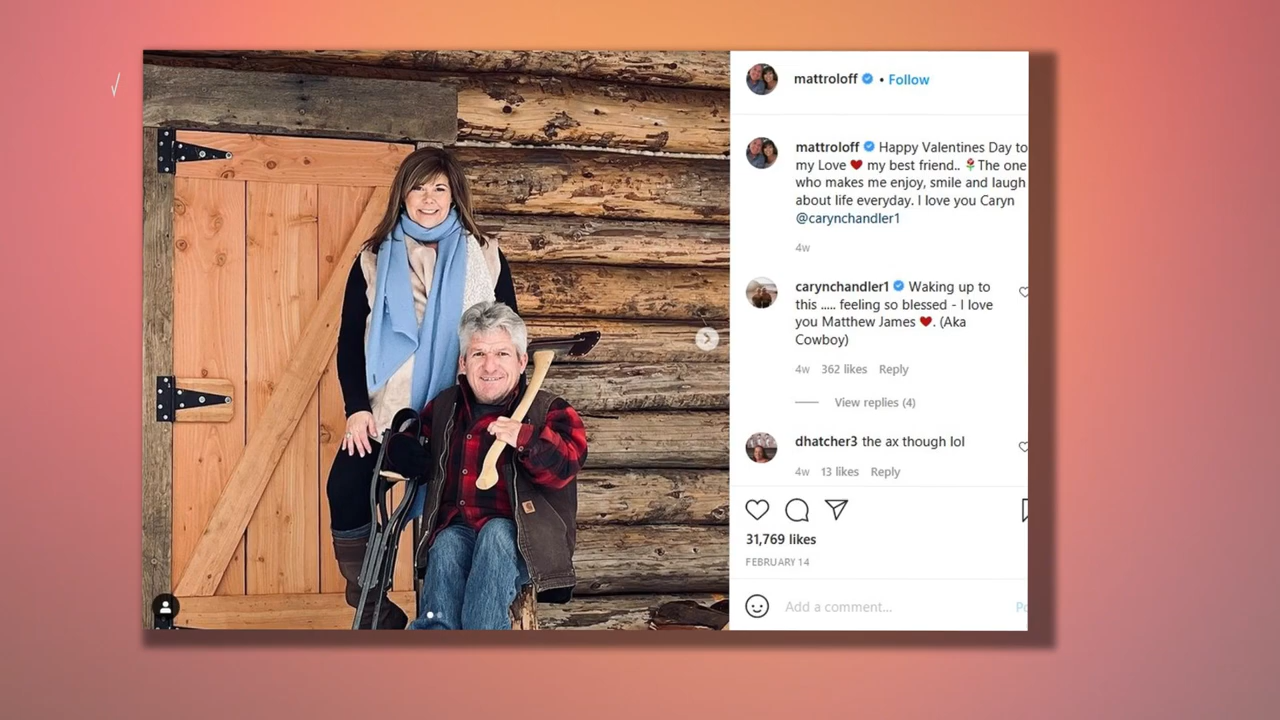 mattroloff • Follow
mattroloff Happy Valentines Day to
my Love ❤️ my best friend.. 🌹The one
who makes me enjoy, smile and laugh
about life everyday. I love you Caryn
@carynchandler1
4w
carynchandler1 Waking up to
this ..... feeling so blessed - I love
you Matthew James ❤️. (Aka
Cowboy)
4w 362 likes Reply
View replies (4)
dhatcher3 the ax though lol
4w 13 likes Reply
31,769 likes
FEBRUARY 14
Add a comment...